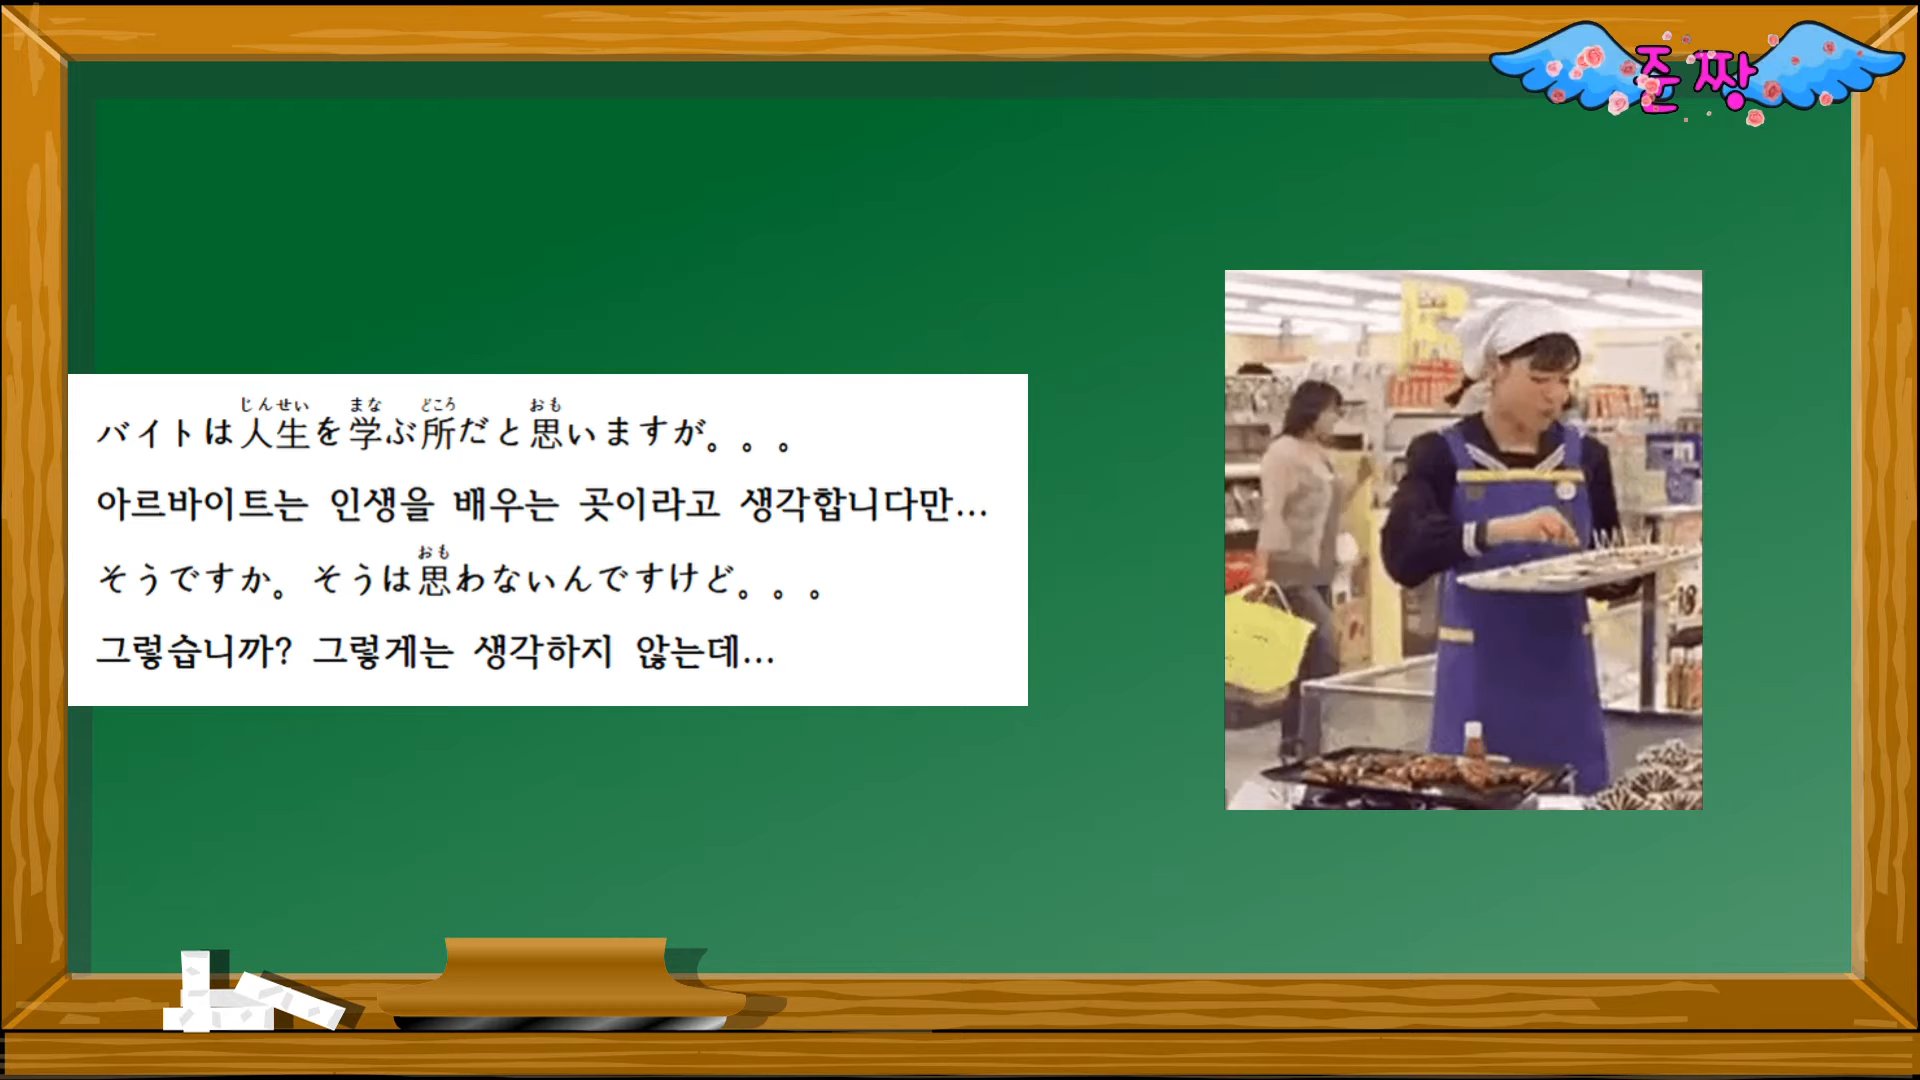 준짱
バイトは人生を学ぶ所だと思いますが。。。
じんせい まな どころ おも
아르바이트는 인생을 배우는 곳이라고 생각합니다만...
そうですか。そうは思わないんですけど。。。
おも
그렇습니까? 그렇게는 생각하지 않는데...